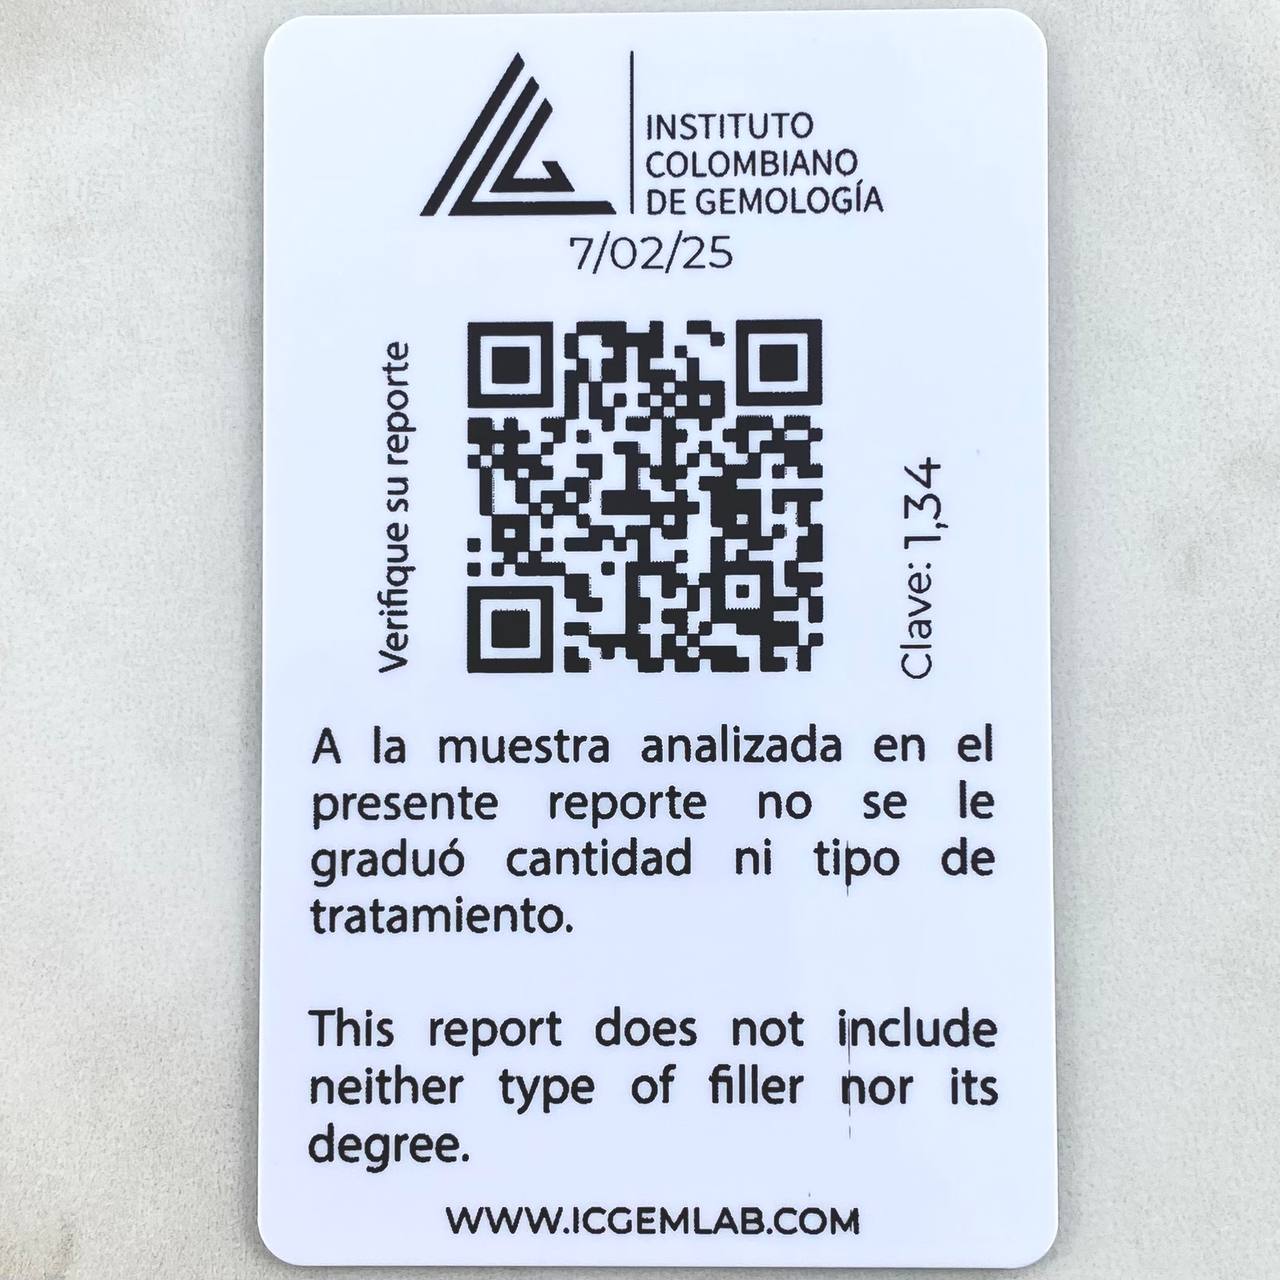 INSTITUTO
COLOMBIANO
DE GEMOLOGÍA
7/02/25
Verifique su reporte
Clave: 1,34
A la muestra analizada en el
presente reporte no se le
graduó cantidad ni tipo de
tratamiento.
This report does not include
neither type of filler nor its
degree.
WWW.ICGEMLAB.COM